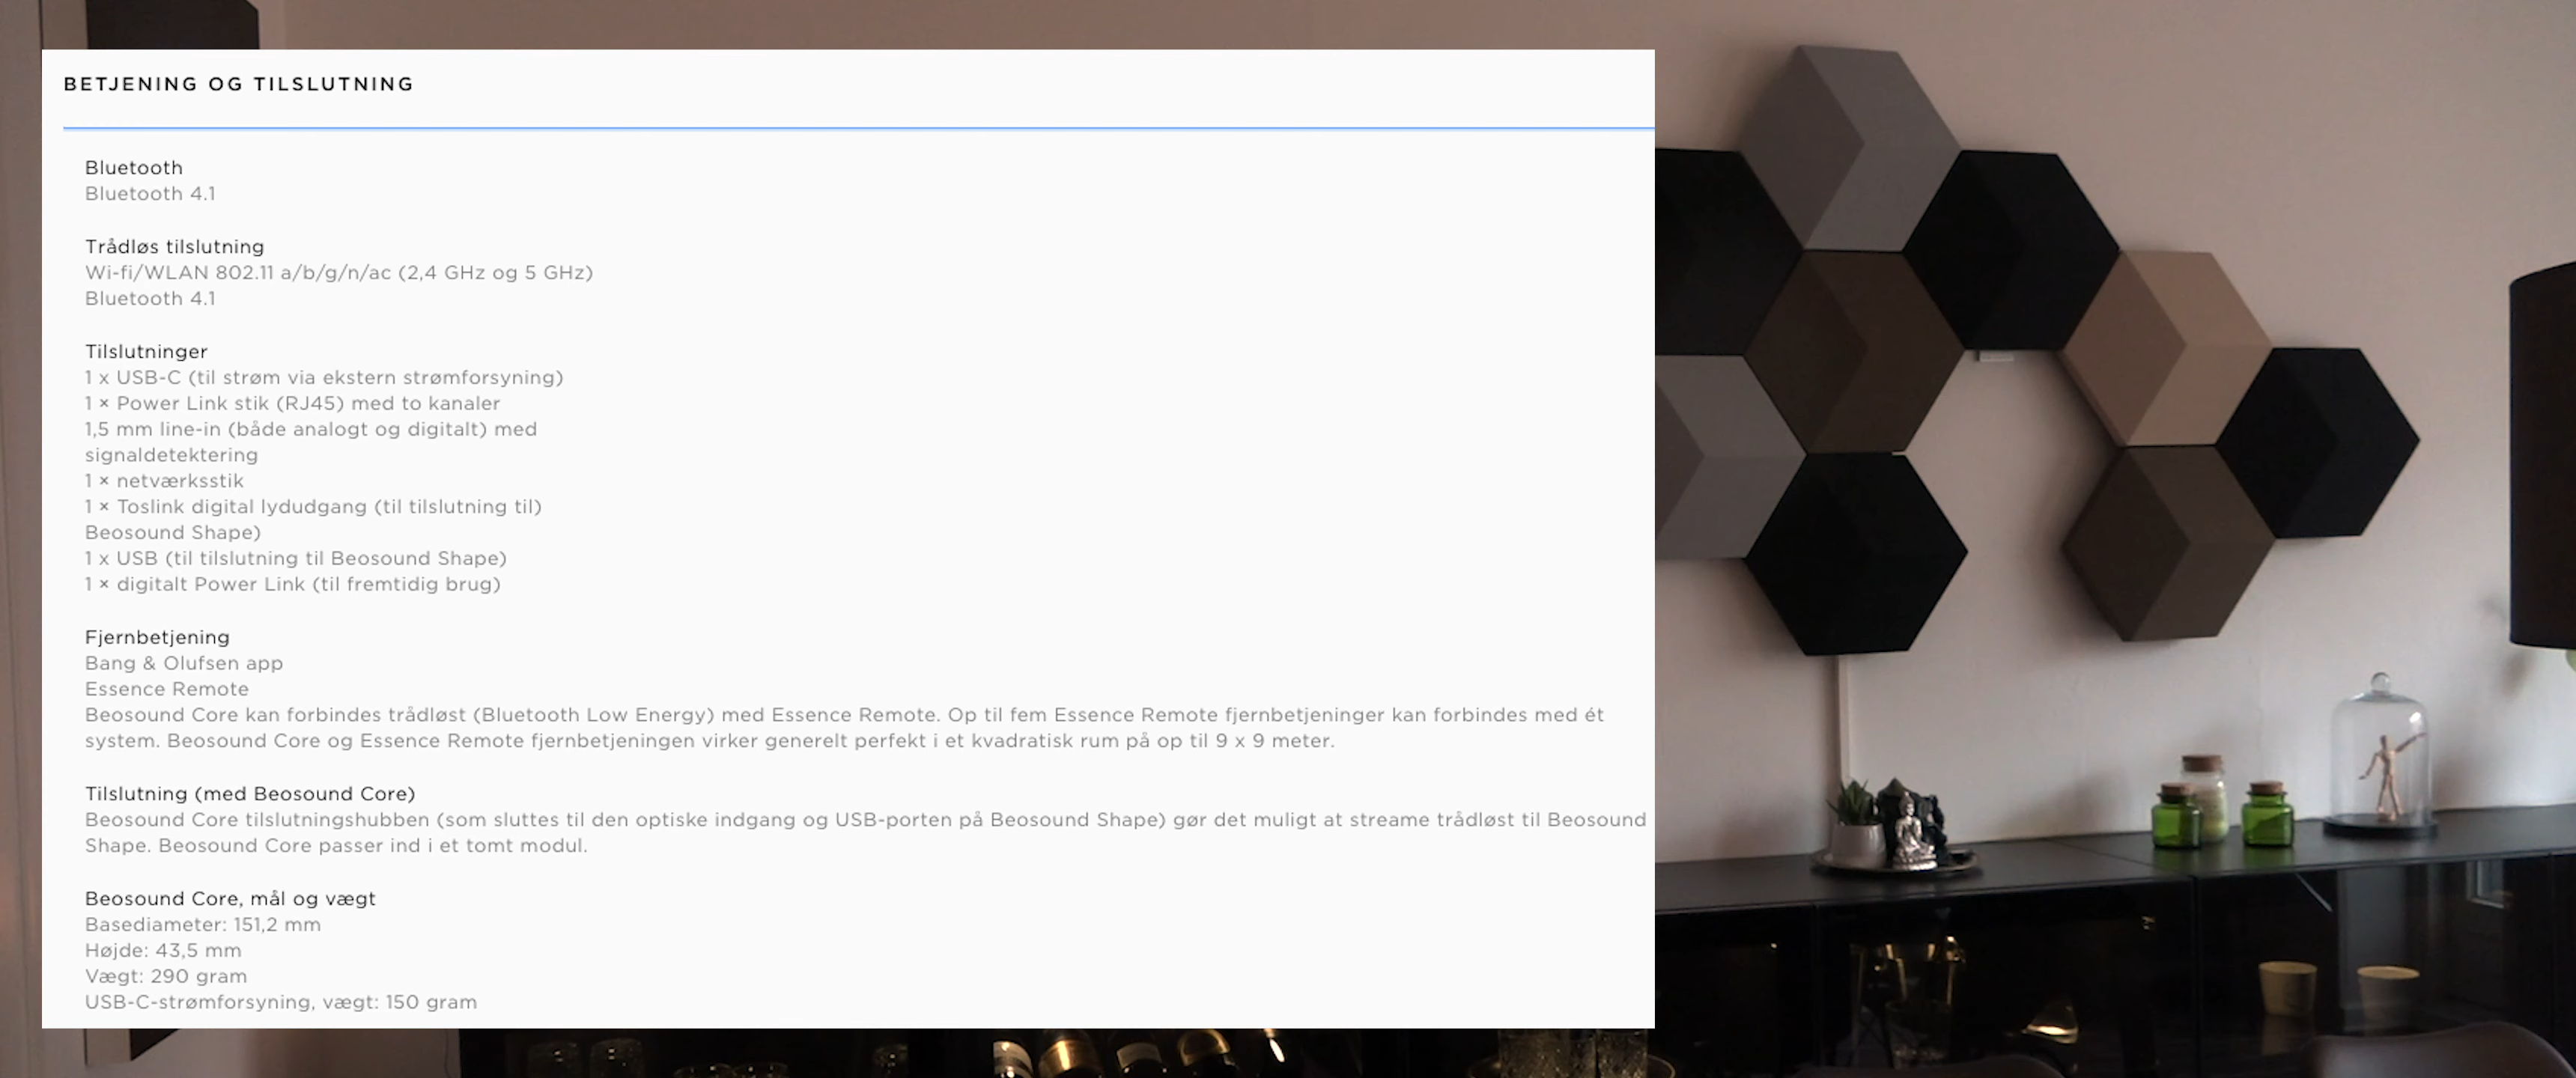 BETJENING OG TILSLUTNING
Bluetooth
Bluetooth 4.1
Trådløs tilslutning
Wi-fi/WLAN 802.11 a/b/g/n/ac (2,4 GHz og 5 GHz)
Bluetooth 4.1
Tilslutninger
1 x USB-C (til strøm via ekstern strømforsyning)
1 × Power Link stik (RJ45) med to kanaler
1,5 mm line-in (både analogt og digitalt) med
signaldetektering
1 × netværksstik
1 × Toslink digital lydudgang (til tilslutning til)
Beosound Shape)
1 x USB (til tilslutning til Beosound Shape)
1 × digitalt Power Link (til fremtidig brug)
Fjernbetjening
Bang & Olufsen app
Essence Remote
Beosound Core kan forbindes trådløst (Bluetooth Low Energy) med Essence Remote. Op til fem Essence Remote fjernbetjeninger kan forbindes med ét
system. Beosound Core og Essence Remote fjernbetjeningen virker generelt perfekt i et kvadratisk rum på op til 9 x 9 meter.
Tilslutning (med Beosound Core)
Beosound Core tilslutningshubben (som sluttes til den optiske indgang og USB-porten på Beosound Shape) gør det muligt at streame trådløst til Beosound
Shape. Beosound Core passer ind i et tomt modul.
Beosound Core, mål og vægt
Basediameter: 151,2 mm
Højde: 43,5 mm
Vægt: 290 gram
USB-C-strømforsyning, vægt: 150 gram